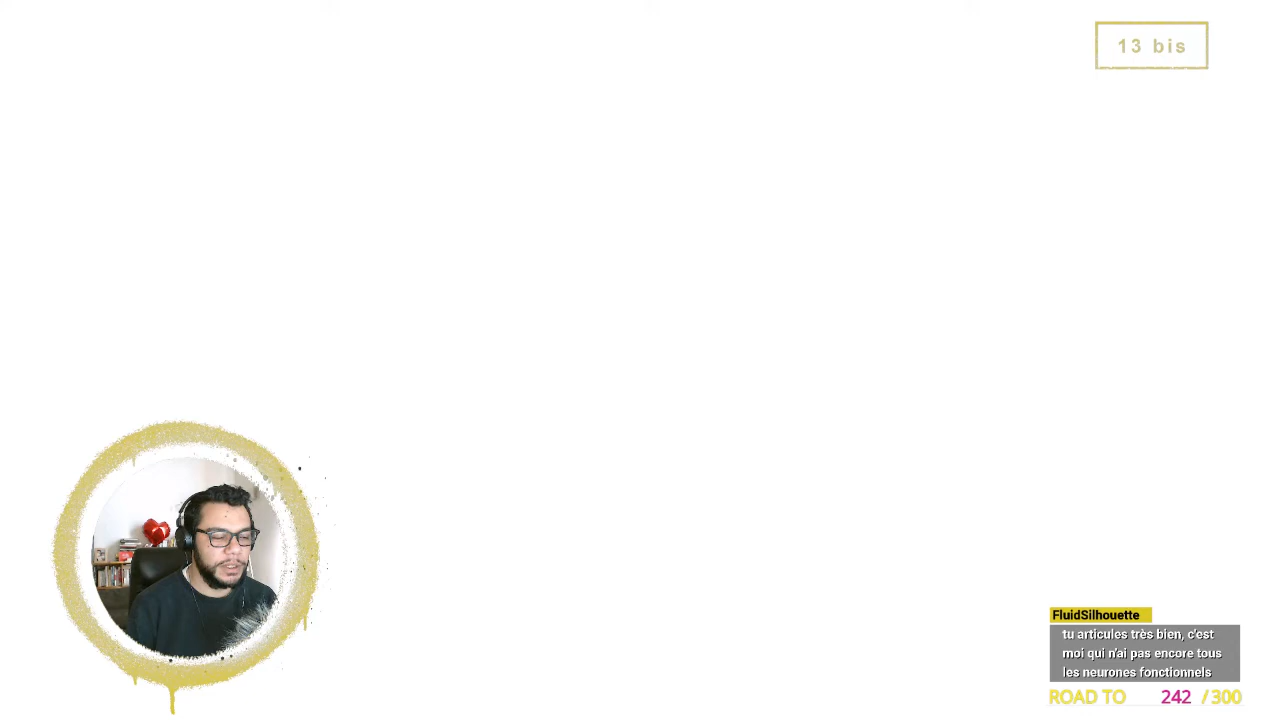 13 bis
FluidSilhouette
tu articules très bien, c'est
moi qui n'ai pas encore tous
les neurones fonctionnels
ROAD TO 242 / 300